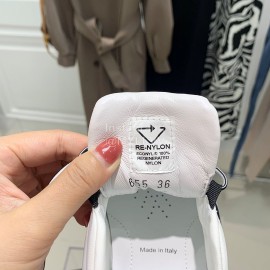 RE-NYLON
ECONYL® 100%
REGENERATED
NYLON
655 36
Made in Italy